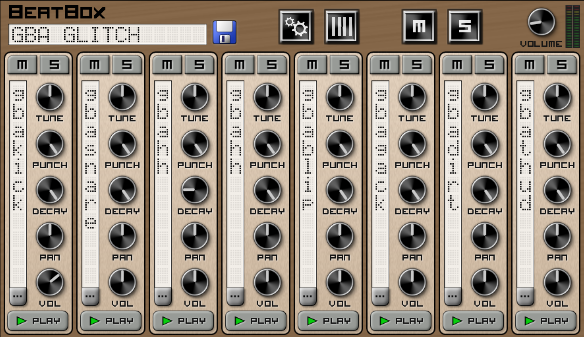 BeatBox
GBA GLITCH
M S
VOLUME
M S M S M S M S M S M S M S M S
gbakick gbasnare gbahh gbahh gbablip gbadirt gbathud
TUNE TUNE TUNE TUNE TUNE TUNE TUNE TUNE
PUNCH PUNCH PUNCH PUNCH PUNCH PUNCH PUNCH PUNCH
DECAY DECAY DECAY DECAY DECAY DECAY DECAY DECAY
PAN PAN PAN PAN PAN PAN PAN PAN
... ... ... ... ... ... ... ...
VOL VOL VOL VOL VOL VOL VOL VOL
PLAY PLAY PLAY PLAY PLAY PLAY PLAY PLAY